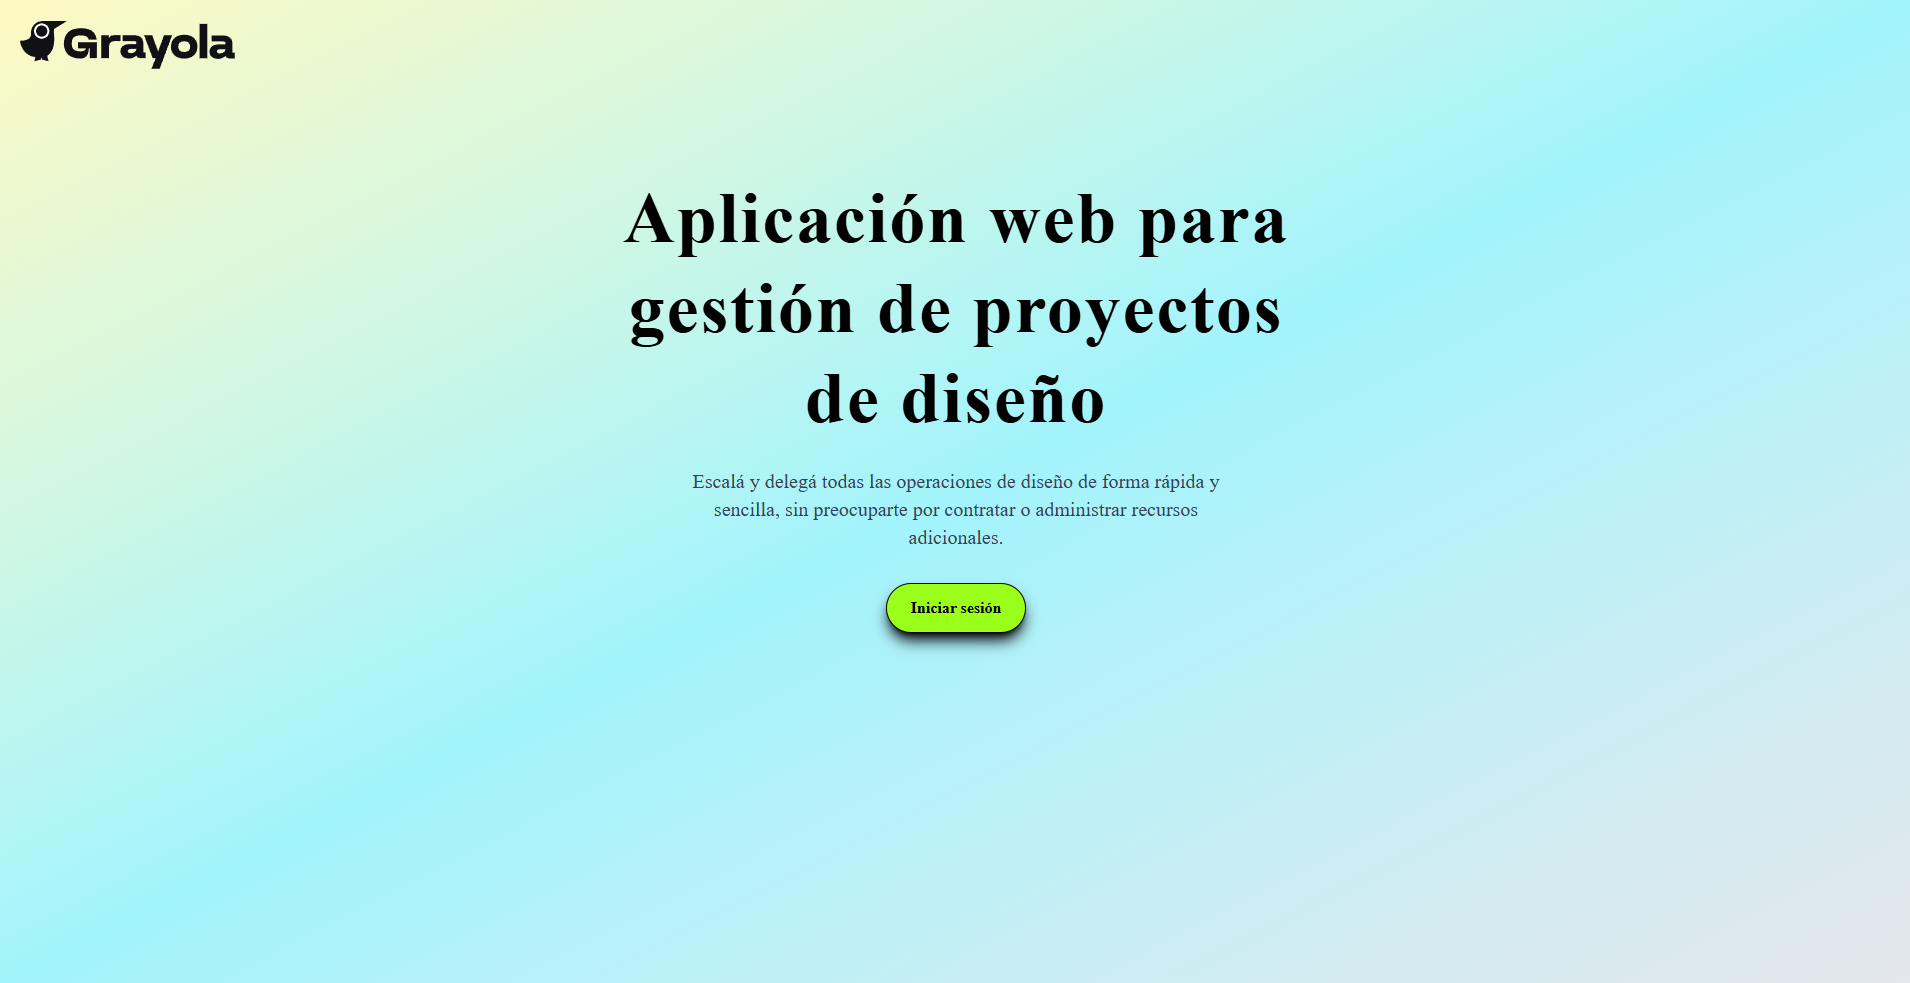 Grayola
Aplicación web para
gestión de proyectos
de diseño
Escalá y delegá todas las operaciones de diseño de forma rápida y
sencilla, sin preocuparte por contratar o administrar recursos
adicionales.
Iniciar sesión